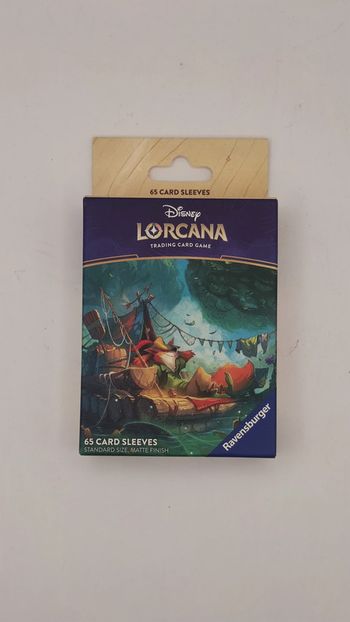 65 CARD SLEEVES
Disney
LORCANA
TRADING CARD GAME
65 CARD SLEEVES
STANDARD SIZE, MATTE FINISH
Ravensburger